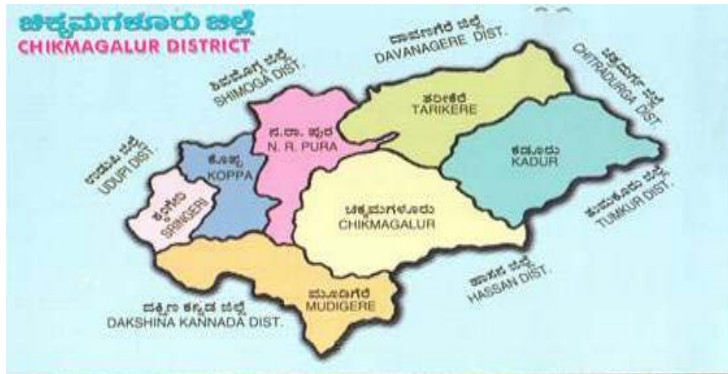 ಚಿಕ್ಕಮಗಳೂರು ಜಿಲ್ಲೆ
CHIKMAGALUR DISTRICT
ದಾವಣಗೆರೆ ಜಿಲ್ಲೆ
DAVANAGERE DIST.
ಶಿವಮೊಗ್ಗ ಜಿಲ್ಲೆ
SHIMOGA DIST.
ಚಿತ್ರದುರ್ಗ ಜಿಲ್ಲೆ
CHITRADURGA DIST.
ತರೀಕೆರೆ
TARIKERE
ನ.ರಾ. ಪುರ
N. R. PURA
ಕಡೂರು
KADUR
ಉಡುಪಿ ಜಿಲ್ಲೆ
UDUPI DIST.
ಕೊಪ್ಪ
KOPPA
ಶೃಂಗೇರಿ
SRINGERI
ಚಿಕ್ಕಮಗಳೂರು
CHIKMAGALUR
ತುಮಕೂರು ಜಿಲ್ಲೆ
TUMKUR DIST.
ಹಾಸನ ಜಿಲ್ಲೆ
HASSAN DIST.
ಮೂಡಿಗೆರೆ
MUDIGERE
ದಕ್ಷಿಣ ಕನ್ನಡ ಜಿಲ್ಲೆ
DAKSHINA KANNADA DIST.